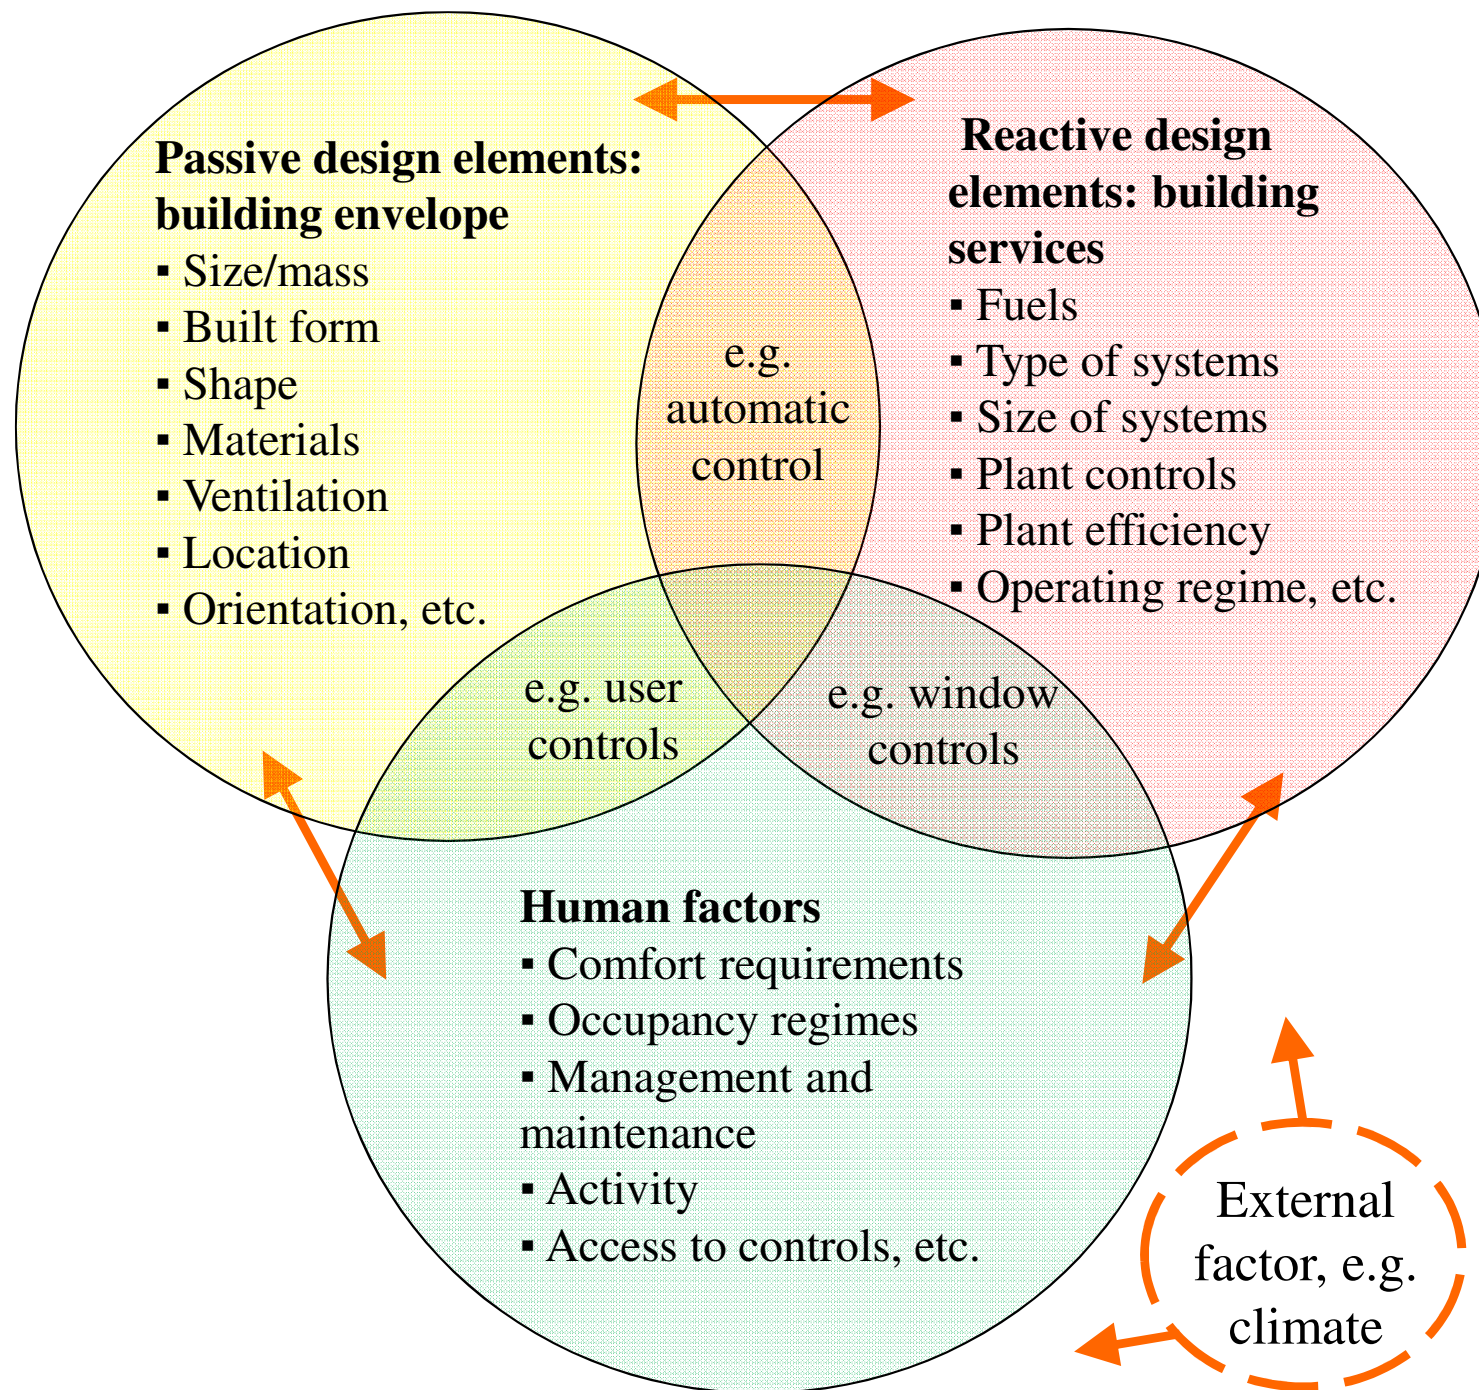 Passive design elements:
building envelope
▪ Size/mass
▪ Built form
▪ Shape
▪ Materials
▪ Ventilation
▪ Location
▪ Orientation, etc.
Reactive design
elements: building
services
▪ Fuels
▪ Type of systems
▪ Size of systems
▪ Plant controls
▪ Plant efficiency
▪ Operating regime, etc.
e.g.
automatic
control
e.g. user
controls
e.g. window
controls
Human factors
▪ Comfort requirements
▪ Occupancy regimes
▪ Management and
maintenance
▪ Activity
▪ Access to controls, etc.
External
factor, e.g.
climate